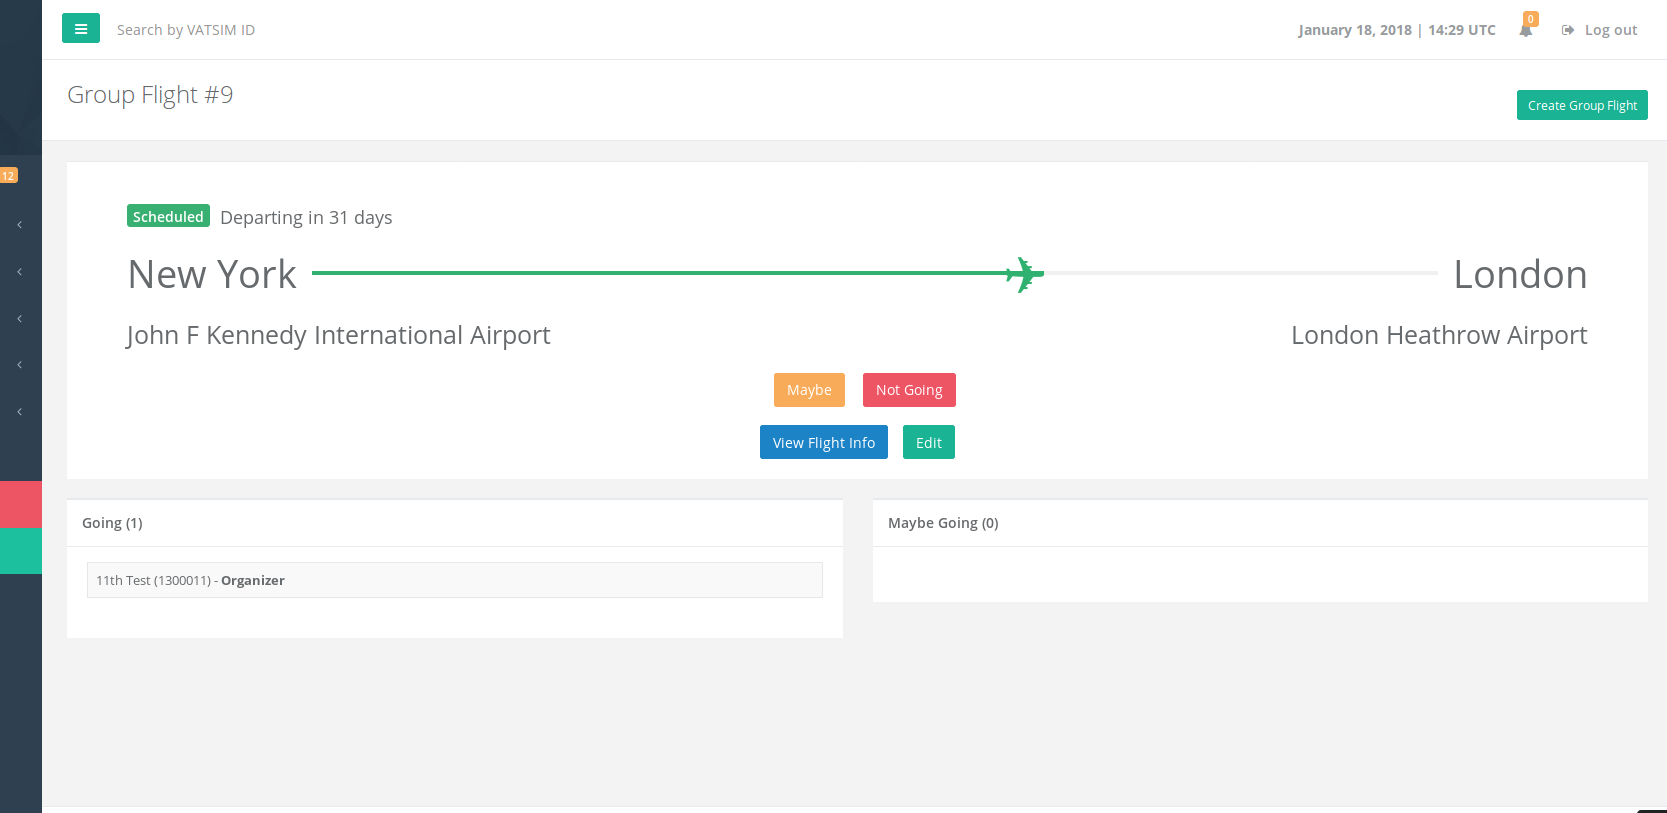 Search by VATSIM ID
January 18, 2018 | 14:29 UTC
0
Log out
Group Flight #9
Create Group Flight
12
Scheduled Departing in 31 days
New York
London
John F Kennedy International Airport
London Heathrow Airport
Maybe
Not Going
View Flight Info
Edit
Going (1)
Maybe Going (0)
11th Test (1300011) - Organizer